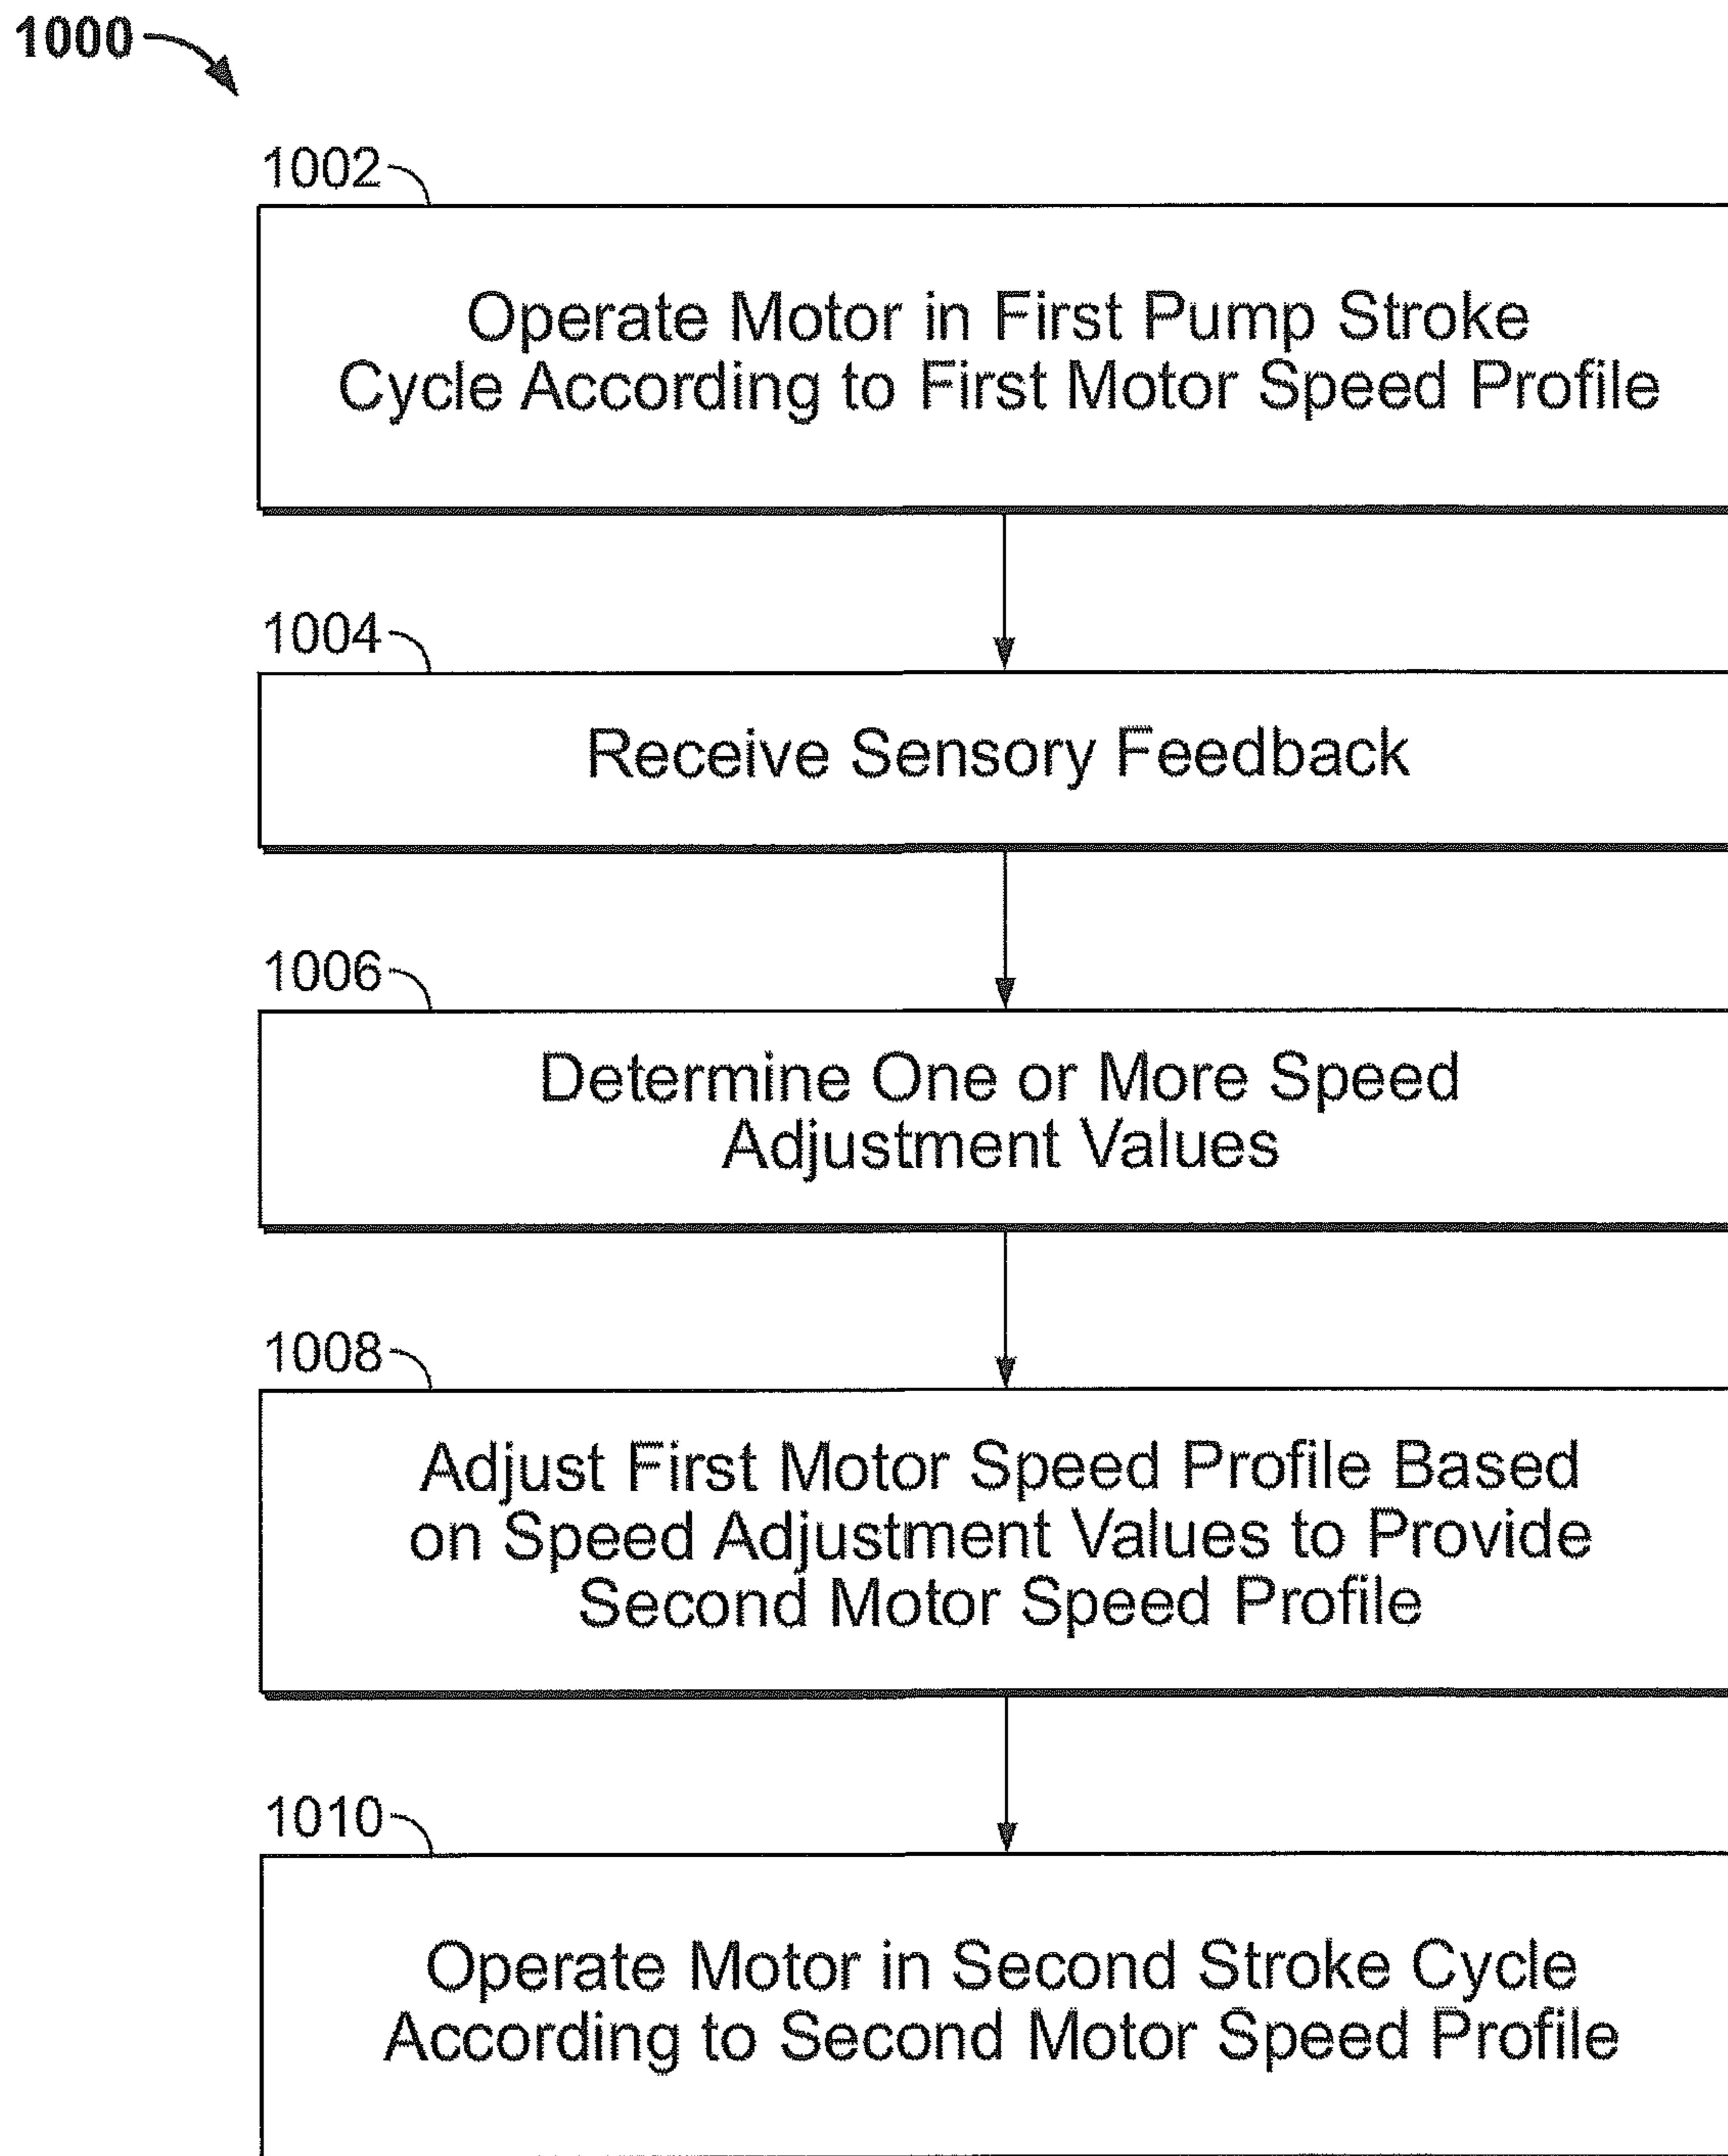 1000
1002
Operate Motor in First Pump Stroke
Cycle According to First Motor Speed Profile
1004
Receive Sensory Feedback
1006
Determine One or More Speed
Adjustment Values
1008
Adjust First Motor Speed Profile Based
on Speed Adjustment Values to Provide
Second Motor Speed Profile
1010
Operate Motor in Second Stroke Cycle
According to Second Motor Speed Profile